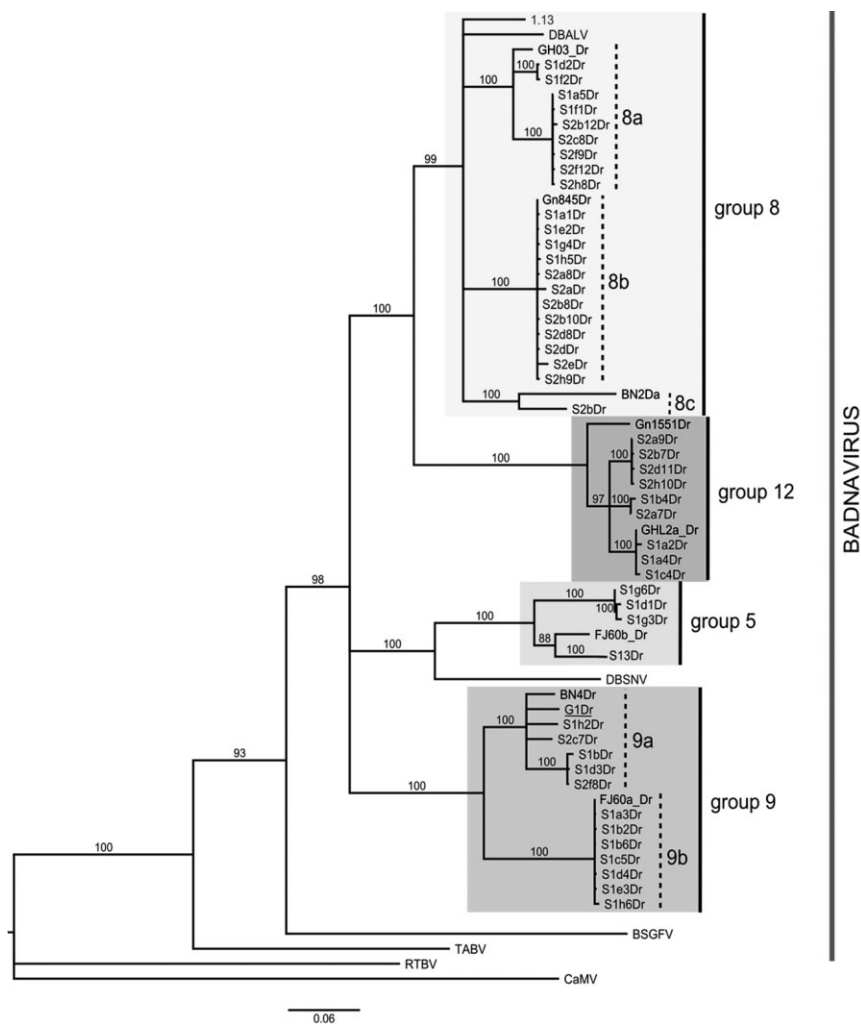 1.13
DBALV
GH03_Dr
100
S1d2Dr
S1f2Dr
100
S1a5Dr
S1f1Dr
S2b12Dr
8a
100
S2c8Dr
S2f9Dr
S2f12Dr
S2h8Dr
99
Gn845Dr
group 8
S1a1Dr
S1e2Dr
S1g4Dr
S1h5Dr
S2a8Dr
100
S2aDr
8b
S2b8Dr
S2b10Dr
100
S2d8Dr
S2dDr
S2eDr
S2h9Dr
100
BN2Da
S2bDr
8c
Gn1551Dr
S2a9Dr
100
S2b7Dr
100
S2d11Dr
S2h10Dr
group 12
97
100
S1b4Dr
S2a7Dr
GHL2a_Dr
100
S1a2Dr
S1a4Dr
S1c4Dr
BADNAVIRUS
98
S1g6Dr
100
100
S1d1Dr
S1g3Dr
group 5
100
88
FJ60b_Dr
100
100
S13Dr
DBSNV
BN4Dr
G1Dr
100
S1h2Dr
S2c7Dr
9a
93
S1bDr
100
S1d3Dr
S2f8Dr
100
FJ60a_Dr
group 9
S1a3Dr
S1b2Dr
S1b6Dr
100
100
S1c5Dr
9b
S1d4Dr
S1e3Dr
S1h6Dr
BSGFV
TABV
RTBV
CaMV
0.06